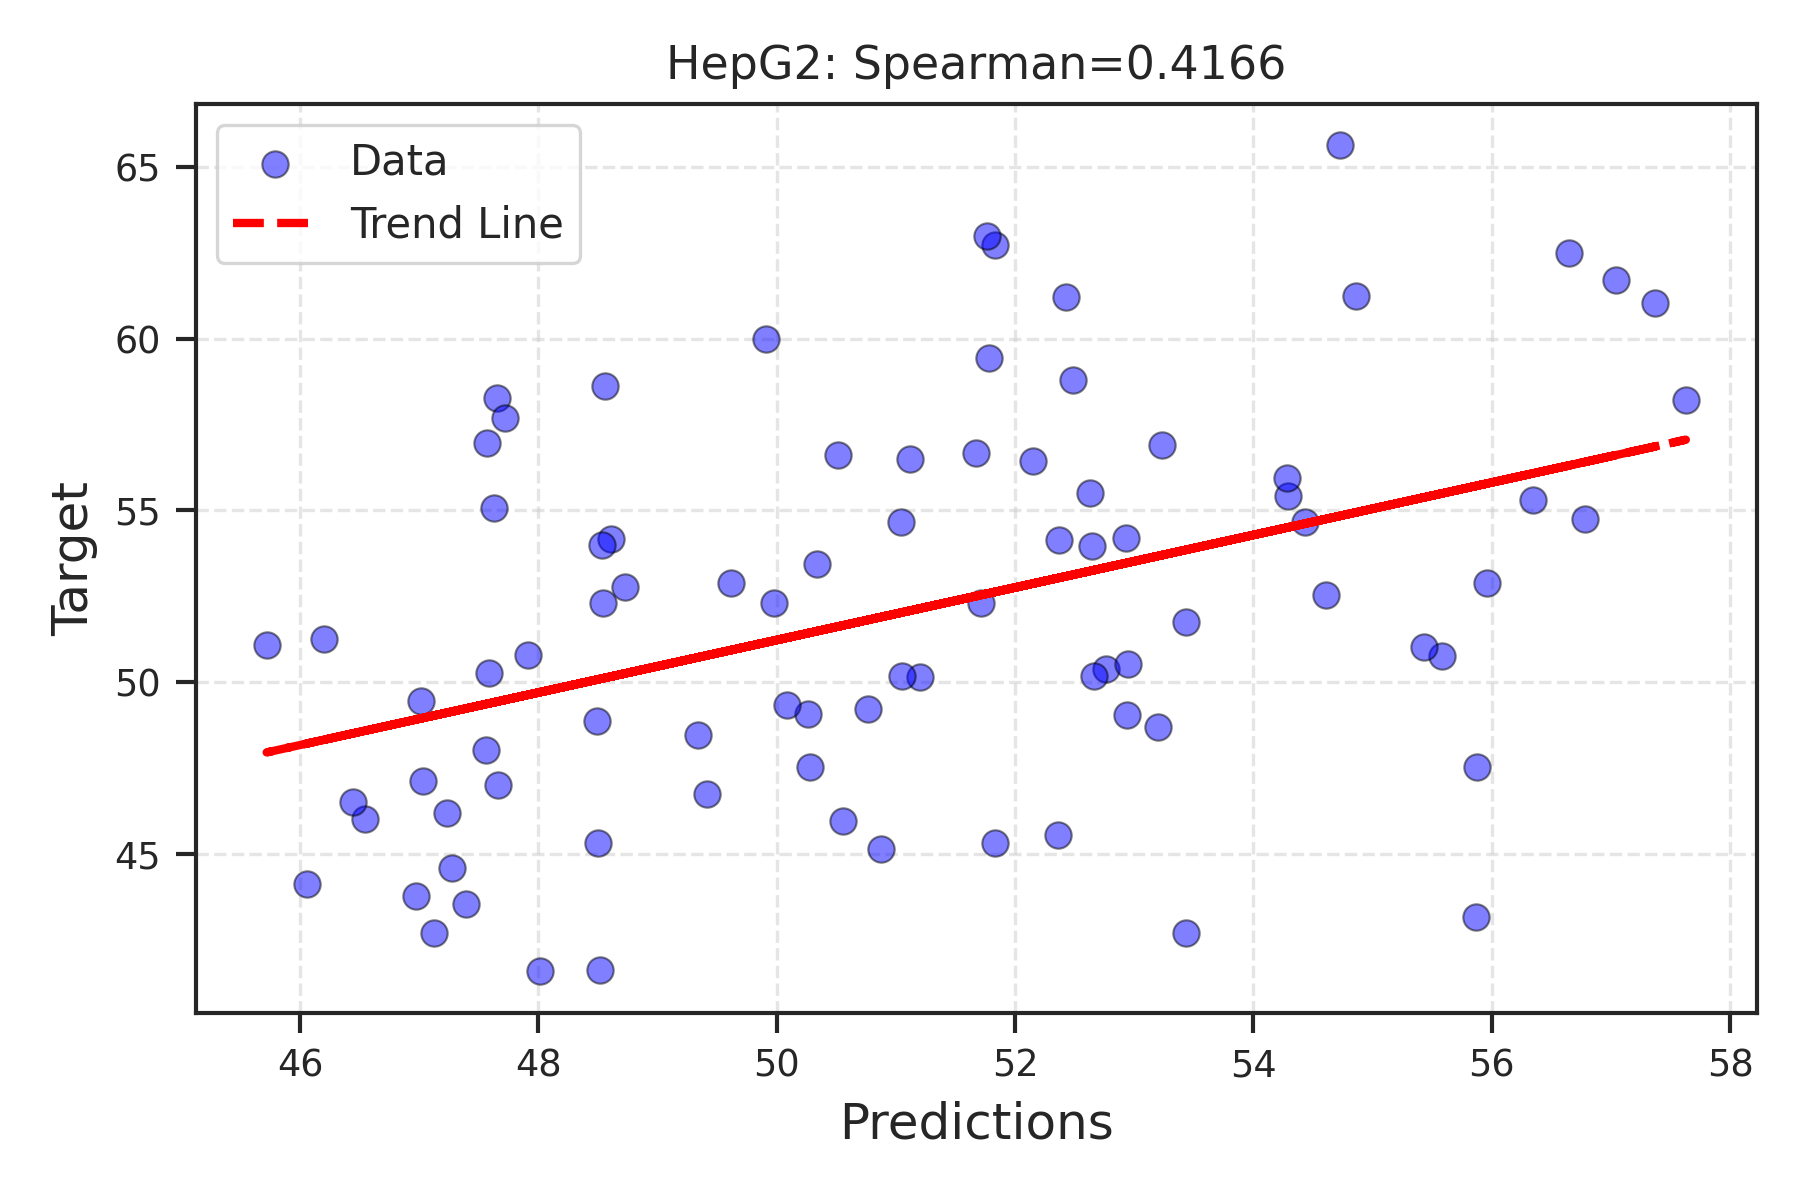 HepG2: Spearman=0.4166
Data
Trend Line
65
60
55
50
45
Target
46 48 50 52 54 56 58
Predictions